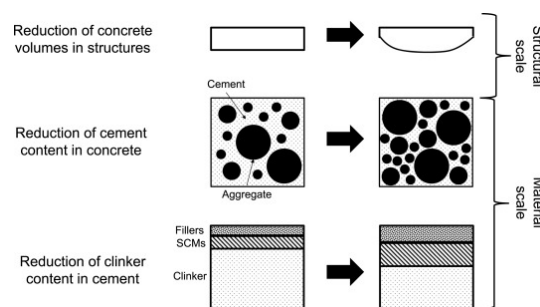 Reduction of concrete
volumes in structures
Structural
scale
Cement
Reduction of cement
content in concrete
Aggregate
Material
scale
Fillers
SCMs
Reduction of clinker
content in cement
Clinker